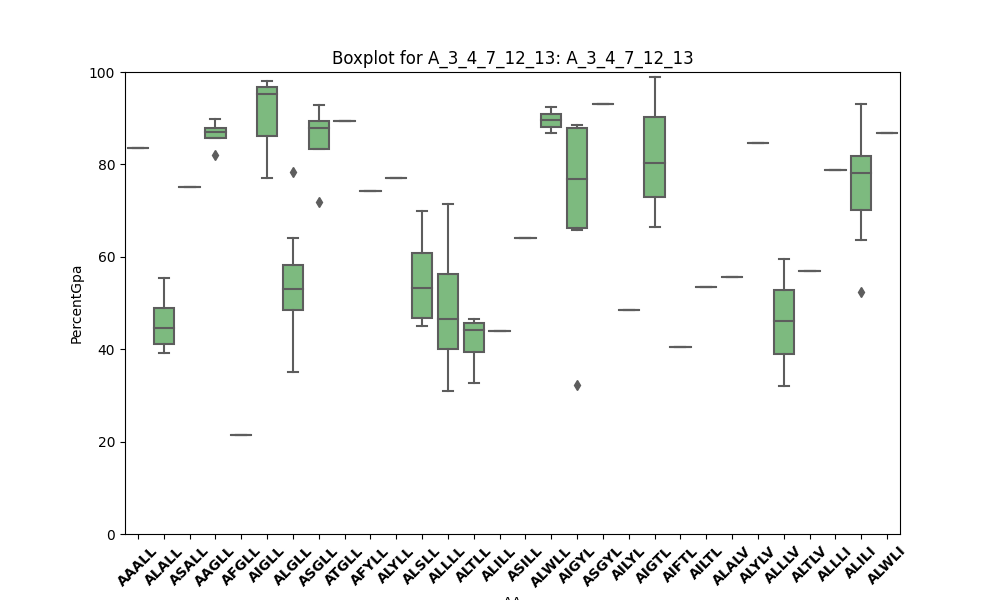 Boxplot for A_3_4_7_12_13: A_3_4_7_12_13
100
80
60
40
20
0
PercentGpa
AAALL ALALL ASALL AAGLL AFGLL AIGLL ALGLL ASGLL ATGLL AFYLL ALYLL ALSLL ALLLL ALTLL ALILL ASILL ALWLL AIGYL ASGYL AILYL AIGTL AIFTL AILTL ALALV ALYLV ALLLV ALTLV ALLLI ALILI ALWLI